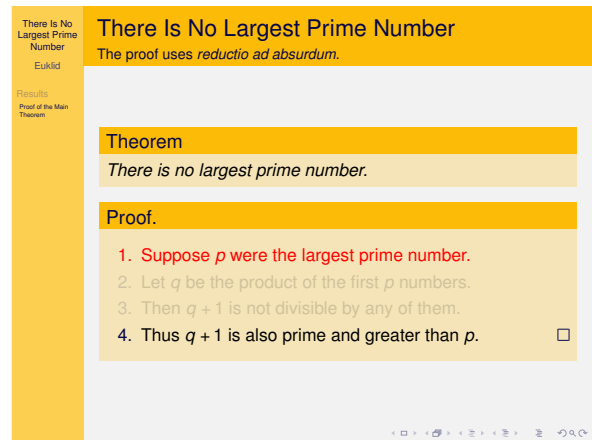 There Is No
Largest Prime
Number
Euklid
Results
Proof of the Main
Theorem
There Is No Largest Prime Number
The proof uses reductio ad absurdum.
Theorem
There is no largest prime number.
Proof.
1. Suppose p were the largest prime number.
2. Let q be the product of the first p numbers.
3. Then q + 1 is not divisible by any of them.
4. Thus q + 1 is also prime and greater than p.